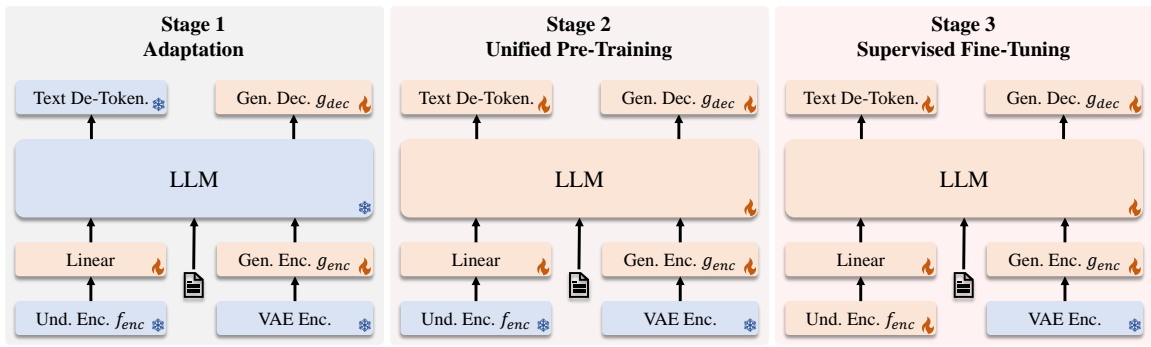 Stage 1
Adaptation
Text De-Token.
Gen. Dec. g_dec
LLM
Linear
Gen. Enc. g_enc
Und. Enc. f_enc
VAE Enc.
Stage 2
Unified Pre-Training
Text De-Token.
Gen. Dec. g_dec
LLM
Linear
Gen. Enc. g_enc
Und. Enc. f_enc
VAE Enc.
Stage 3
Supervised Fine-Tuning
Text De-Token.
Gen. Dec. g_dec
LLM
Linear
Gen. Enc. g_enc
Und. Enc. f_enc
VAE Enc.